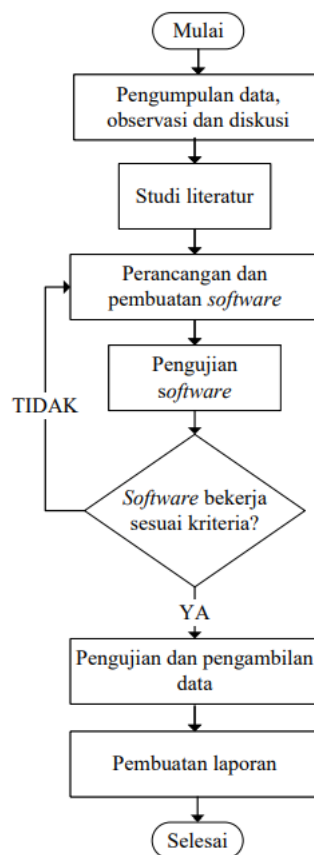 Mulai
Pengumpulan data,
observasi dan diskusi
Studi literatur
Perancangan dan
pembuatan software
Pengujian
software
TIDAK
Software bekerja
sesuai kriteria?
YA
Pengujian dan pengambilan
data
Pembuatan laporan
Selesai